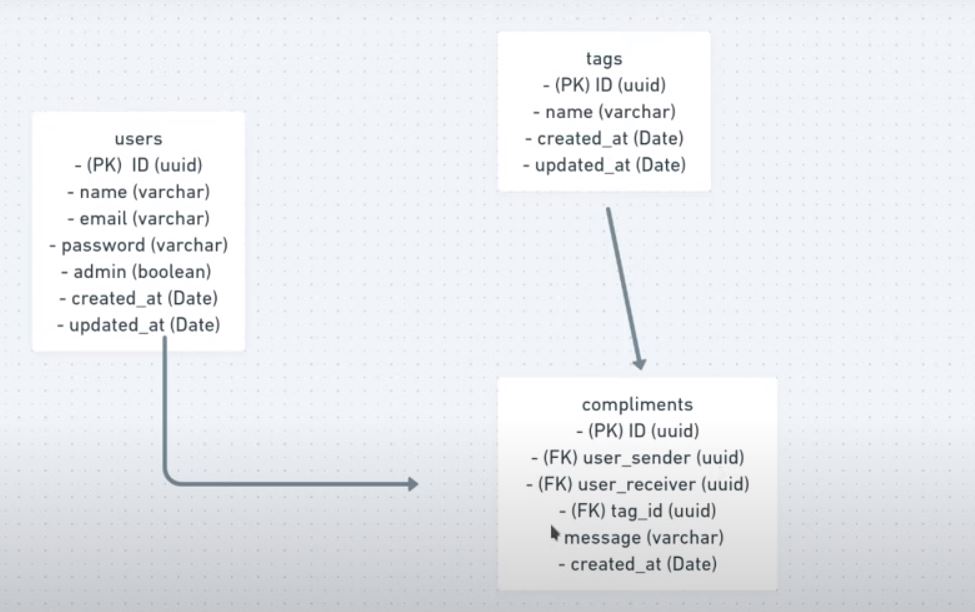 users
- (PK) ID (uuid)
- name (varchar)
- email (varchar)
- password (varchar)
- admin (boolean)
- created_at (Date)
- updated_at (Date)
tags
- (PK) ID (uuid)
- name (varchar)
- created_at (Date)
- updated_at (Date)
compliments
- (PK) ID (uuid)
- (FK) user_sender (uuid)
- (FK) user_receiver (uuid)
- (FK) tag_id (uuid)
message (varchar)
- created_at (Date)